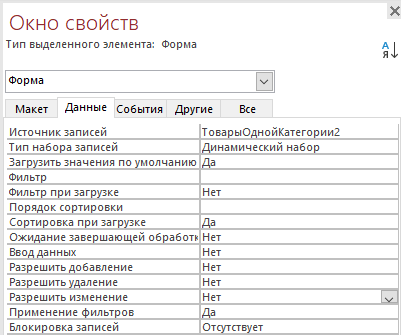 Окно свойств
Тип выделенного элемента: Форма
А
Я
Форма
Макет Данные События Другие Все
Источник записей ТоварыОднойКатегории2
Тип набора записей Динамический набор
Загрузить значения по умолчанию Да
Фильтр
Фильтр при загрузке Нет
Порядок сортировки
Сортировка при загрузке Да
Ожидание завершающей обработк Нет
Ввод данных Нет
Разрешить добавление Нет
Разрешить удаление Нет
Разрешить изменение Нет
Применение фильтров Да
Блокировка записей Отсутствует